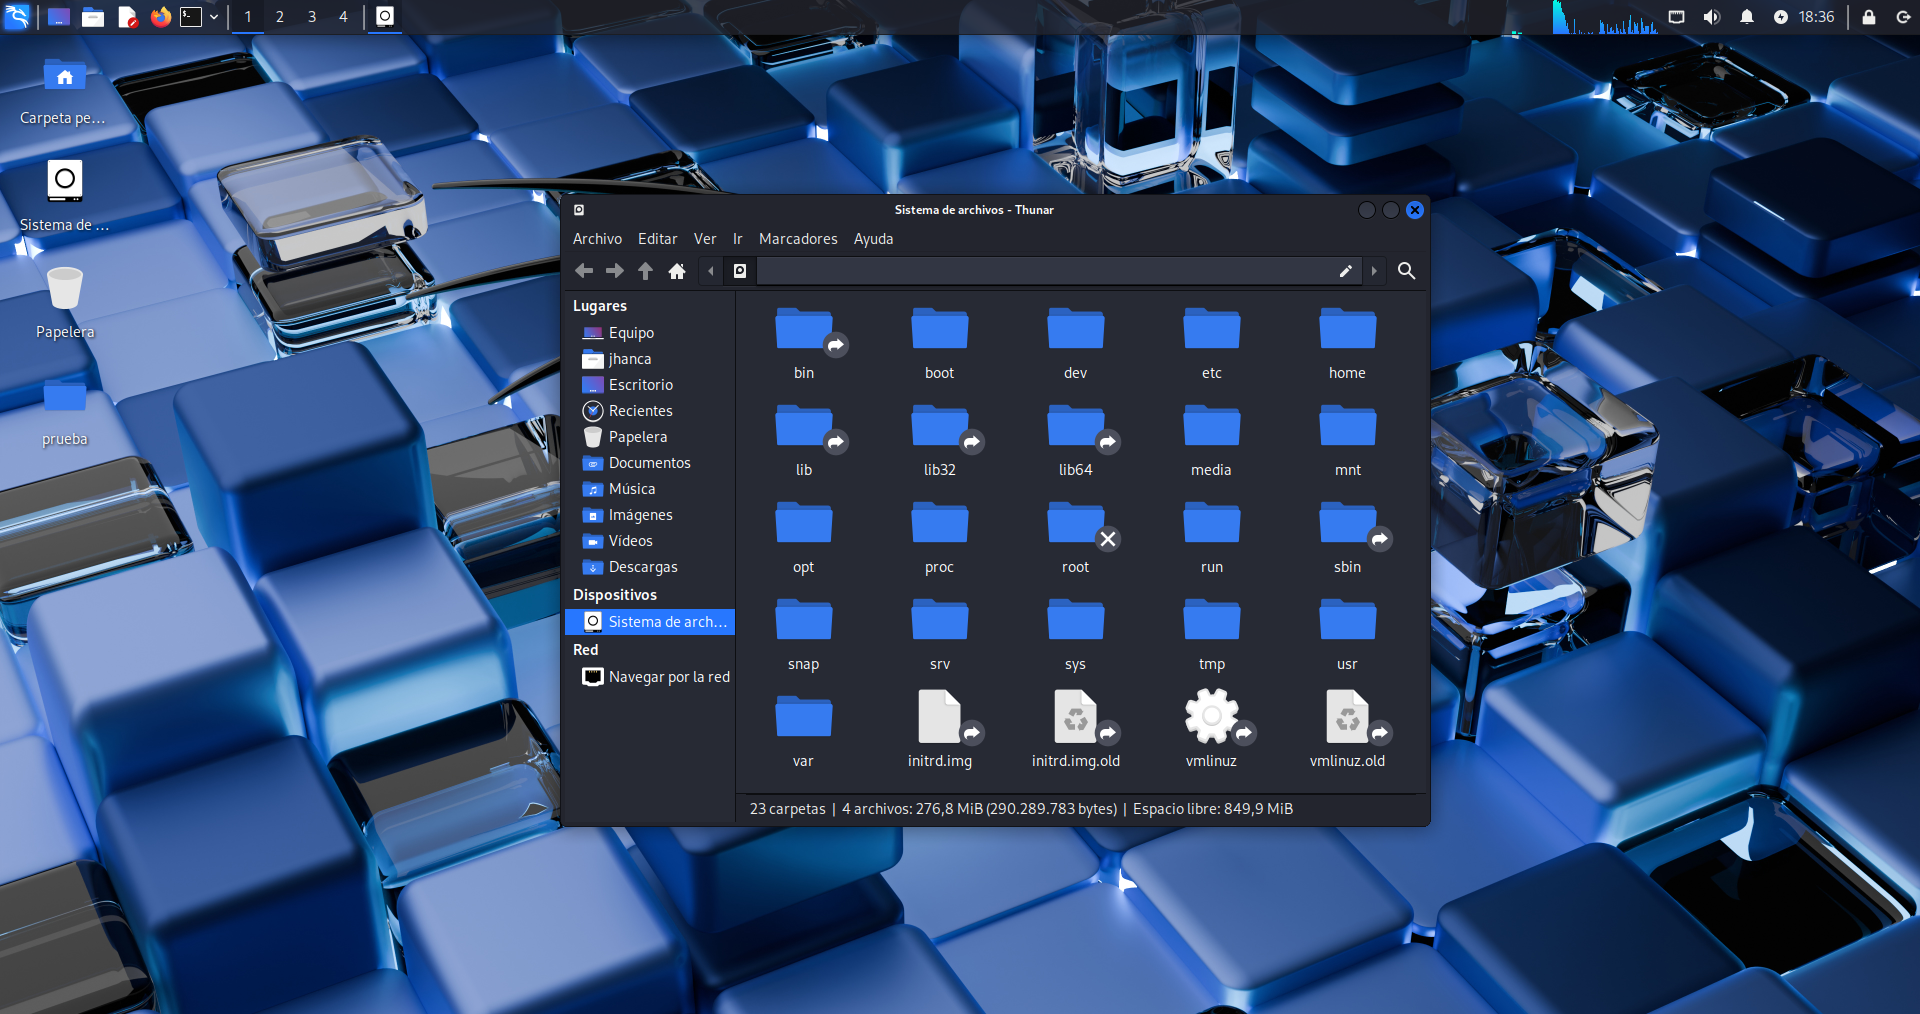 1 2 3 4
18:36
Carpeta pe...
Sistema de ...
Papelera
prueba
Sistema de archivos - Thunar
Archivo Editar Ver Ir Marcadores Ayuda
Lugares
Equipo
jhanca
Escritorio
Recientes
Papelera
Documentos
Música
Imágenes
Vídeos
Descargas
Dispositivos
Sistema de arch...
Red
Navegar por la red
bin boot dev etc home
lib lib32 lib64 media mnt
opt proc root run sbin
snap srv sys tmp usr
var initrd.img initrd.img.old vmlinuz vmlinuz.old
23 carpetas | 4 archivos: 276,8 MiB (290.289.783 bytes) | Espacio libre: 849,9 MiB